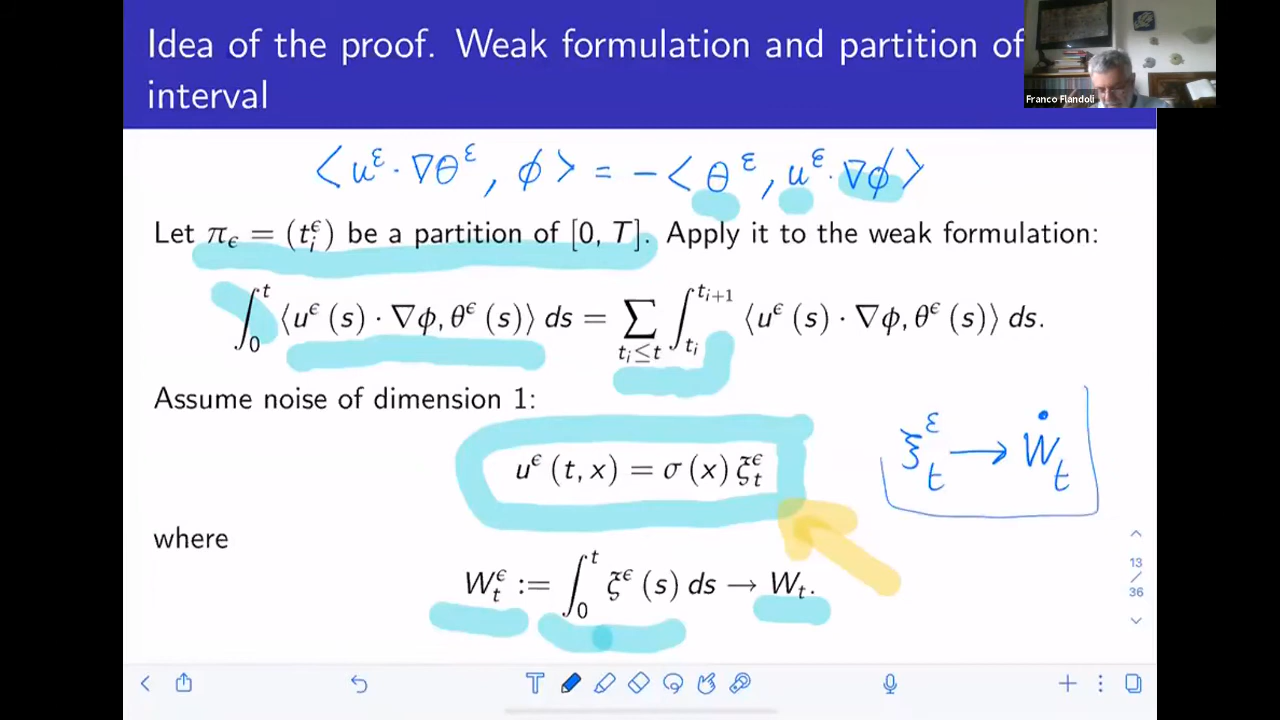 Idea of the proof. Weak formulation and partition of
interval
Franco Flandoli
⟨u^ε · ∇θ^ε, ϕ⟩ = −⟨θ^ε, u^ε · ∇ϕ⟩
Let π_ϵ = (t_i^ϵ) be a partition of [0, T]. Apply it to the weak formulation:
∫_0^t ⟨u^ϵ (s) · ∇ϕ, θ^ϵ (s)⟩ ds = ∑_{t_i≤t} ∫_{t_i}^{t_{i+1}} ⟨u^ϵ (s) · ∇ϕ, θ^ϵ (s)⟩ ds.
Assume noise of dimension 1:
u^ϵ (t, x) = σ (x) ξ_t^ϵ
ξ_t^ε → Ẇ_t
where
W_t^ϵ := ∫_0^t ξ^ϵ (s) ds → W_t.
13
/
36